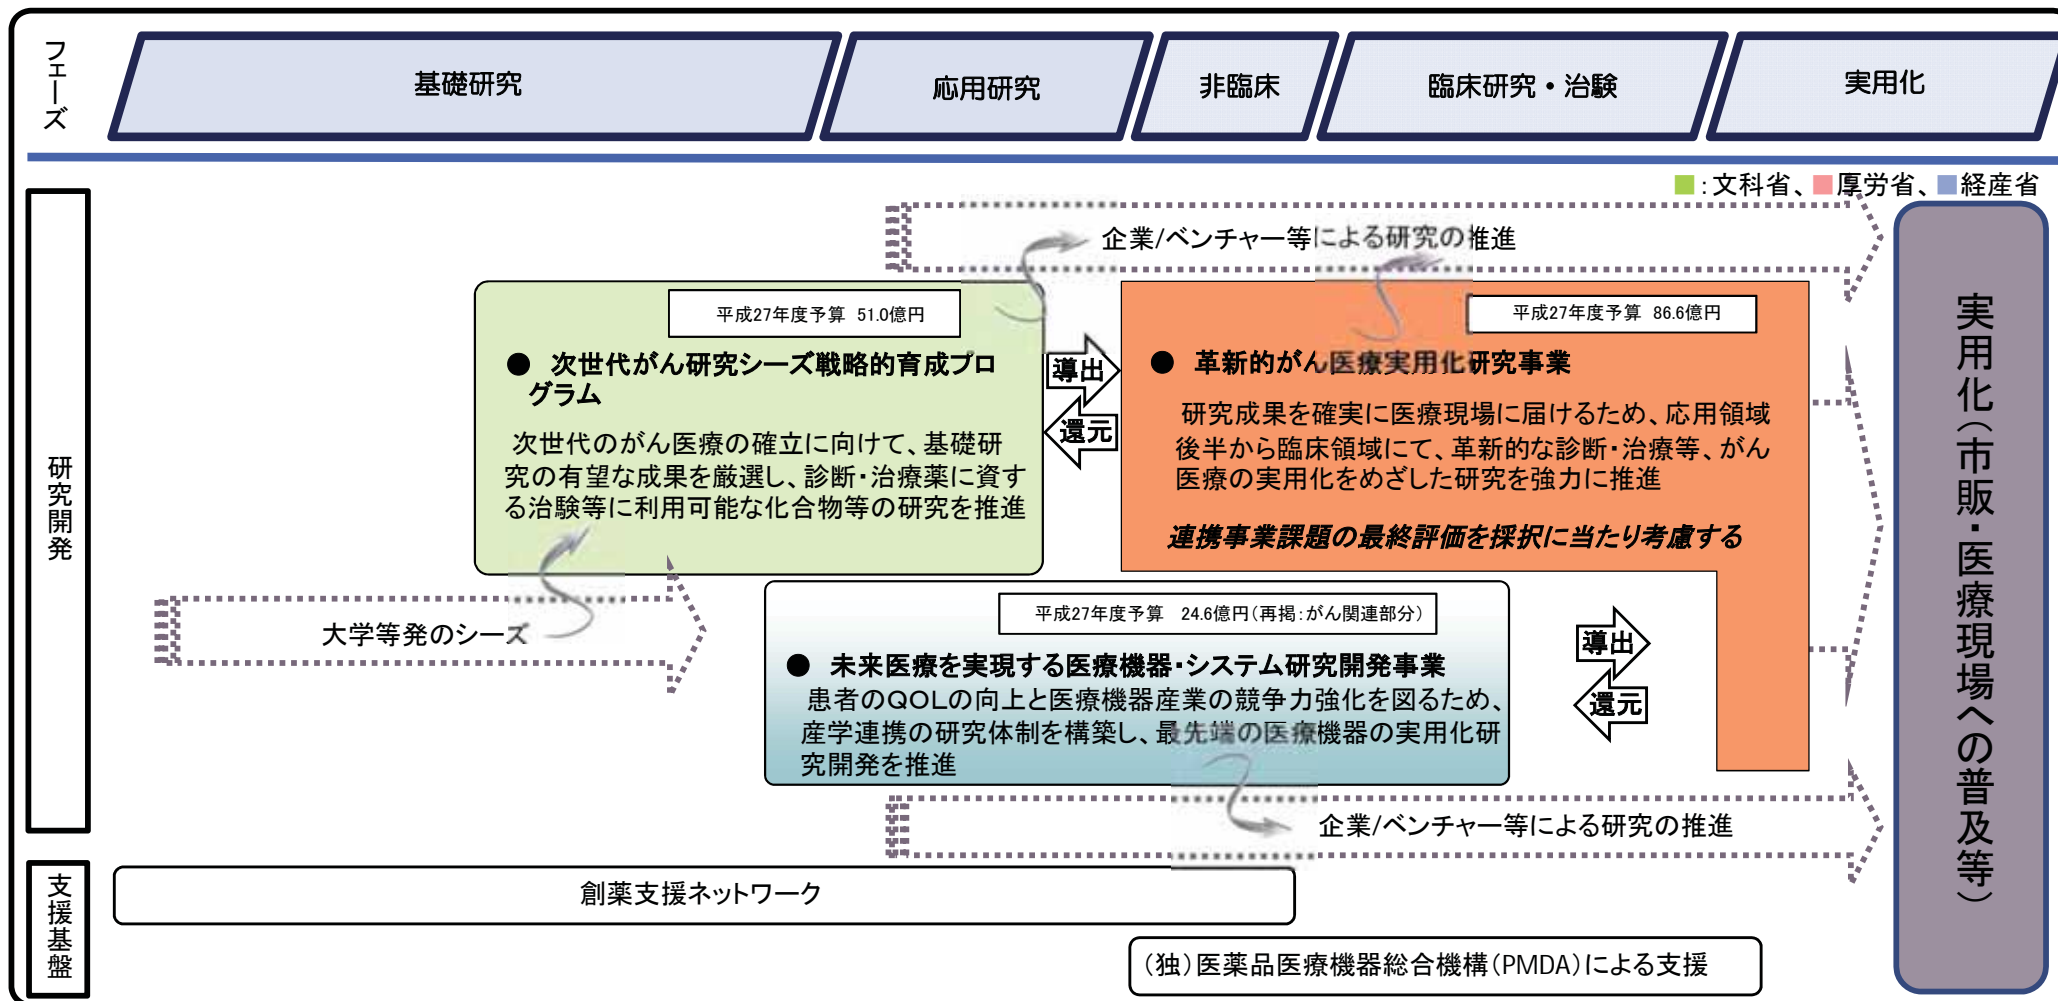 フェーズ
基礎研究
応用研究
非臨床
臨床研究・治験
実用化
■：文科省、■厚労省、■経産省
研究開発
企業/ベンチャー等による研究の推進
平成27年度予算 51.0億円
● 次世代がん研究シーズ戦略的育成プロ
グラム
次世代のがん医療の確立に向けて、基礎研
究の有望な成果を厳選し、診断・治療薬に資す
る治験等に利用可能な化合物等の研究を推進
導出
還元
平成27年度予算 86.6億円
● 革新的がん医療実用化研究事業
研究成果を確実に医療現場に届けるため、応用領域
後半から臨床領域にて、革新的な診断・治療等、がん
医療の実用化をめざした研究を強力に推進
連携事業課題の最終評価を採択に当たり考慮する
大学等発のシーズ
平成27年度予算 24.6億円（再掲：がん関連部分）
● 未来医療を実現する医療機器・システム研究開発事業
患者のQOLの向上と医療機器産業の競争力強化を図るため、
産学連携の研究体制を構築し、最先端の医療機器の実用化研
究開発を推進
導出
還元
企業/ベンチャー等による研究の推進
実用化（市販・医療現場への普及等）
支援基盤
創薬支援ネットワーク
（独）医薬品医療機器総合機構（PMDA）による支援